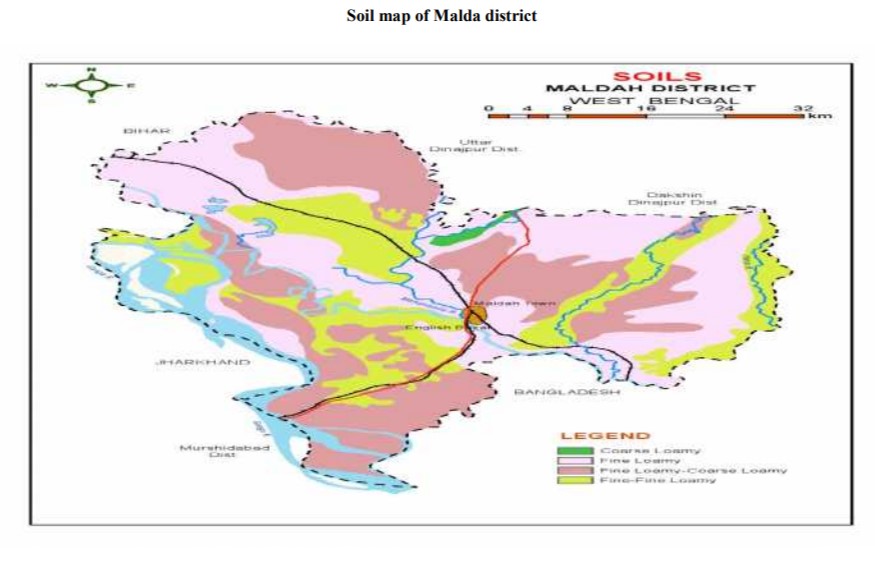 Soil map of Malda district
SOILS
MALDAH DISTRICT
WEST BENGAL
0 4 8 16 24 32
km
N
W E
S
BIHAR
Uttar
Dinajpur Dist.
Dakshin
Dinajpur Dist
Maldah Town
English Bazar
JHARKHAND
BANGLADESH
Murshidabad
Dist
LEGEND
Coarse Loamy
Fine Loamy
Fine Loamy-Coarse Loamy
Fine-Fine Loamy